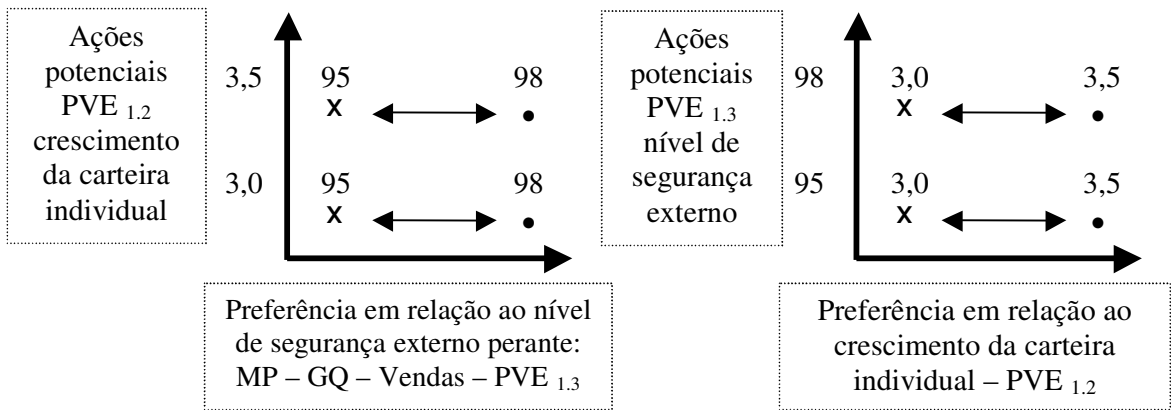 Ações
potenciais
PVE 1.2
crescimento
da carteira
individual
3,5
95
x
98
3,0
95
x
98
Preferência em relação ao nível
de segurança externo perante:
MP – GQ – Vendas – PVE 1.3
Ações
potenciais
PVE 1.3
nível de
segurança
externo
98
3,0
x
3,5
95
3,0
x
3,5
Preferência em relação ao
crescimento da carteira
individual – PVE 1.2